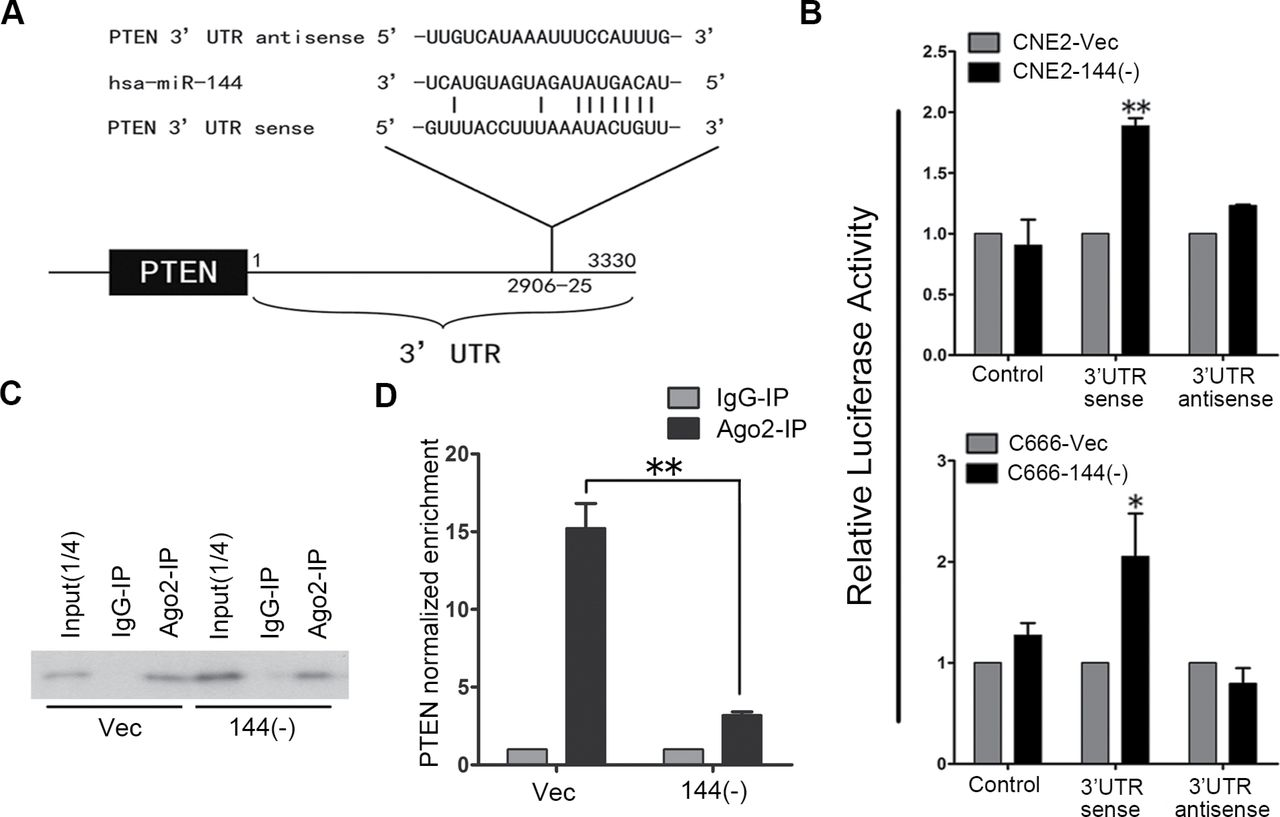 A
PTEN 3’ UTR antisense 5’ -UUGUCAUAAAUUUCCAUUUG- 3’
hsa-miR-144 3’ -UCAUGUAGUAGAUAUGACAU- 5’
PTEN 3’ UTR sense 5’ -GUUUACCUUUAAAUACUGUU- 3’
PTEN
1
3330
2906-25
3’ UTR
B
Relative Luciferase Activity
CNE2-Vec
CNE2-144(-)
2.5
2.0
1.5
1.0
0.5
0.0
**
Control
3’UTR sense
3’UTR antisense
C666-Vec
C666-144(-)
3
2
1
0
*
Control
3’UTR sense
3’UTR antisense
C
Input(1/4)
IgG-IP
Ago2-IP
Input(1/4)
IgG-IP
Ago2-IP
Vec
144(-)
D
IgG-IP
Ago2-IP
PTEN normalized enrichment
20
15
10
5
0
**
Vec
144(-)